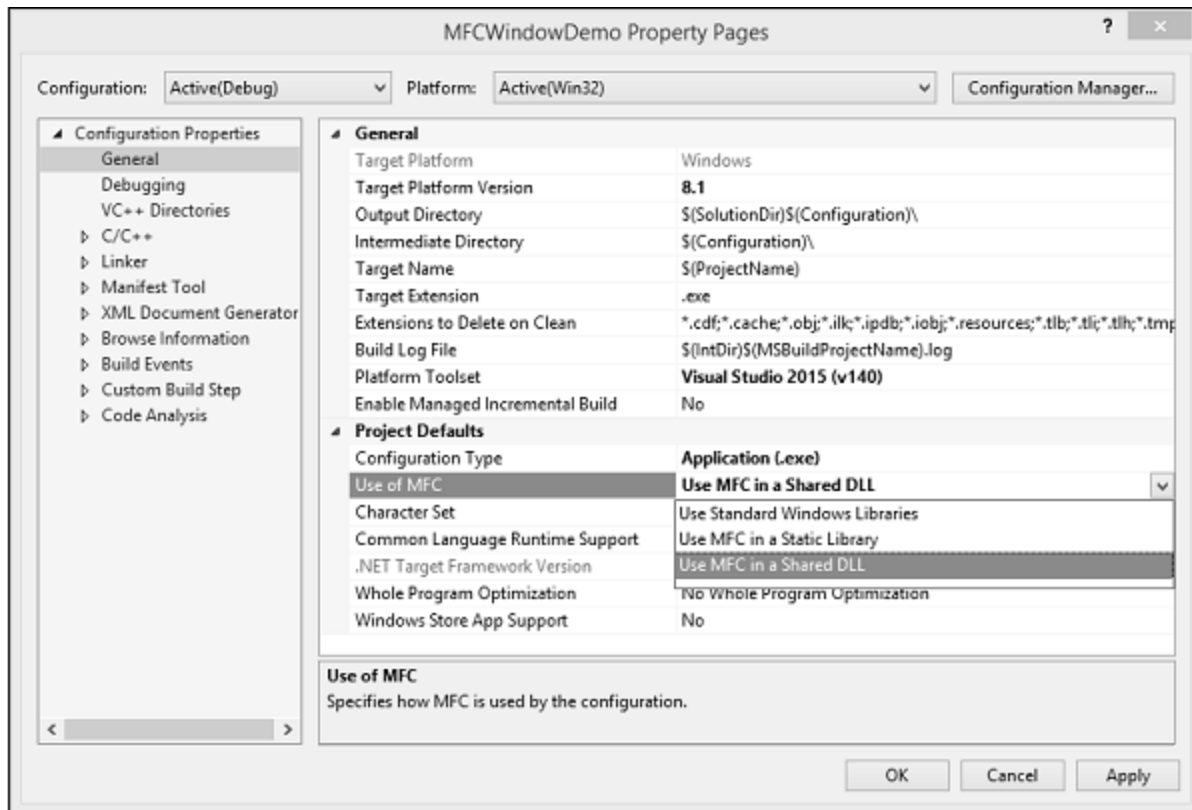 MFCWindowDemo Property Pages
?
Configuration: Active(Debug) Platform: Active(Win32) Configuration Manager...
Configuration Properties
General
Debugging
VC++ Directories
C/C++
Linker
Manifest Tool
XML Document Generator
Browse Information
Build Events
Custom Build Step
Code Analysis
General
Target Platform Windows
Target Platform Version 8.1
Output Directory $(SolutionDir)$(Configuration)\
Intermediate Directory $(Configuration)\
Target Name $(ProjectName)
Target Extension .exe
Extensions to Delete on Clean *.cdf;*.cache;*.obj;*.ilk;*.ipdb;*.iobj;*.resources;*.tlb;*.tli;*.tlh;*.tmp
Build Log File $(IntDir)$(MSBuildProjectName).log
Platform Toolset Visual Studio 2015 (v140)
Enable Managed Incremental Build No
Project Defaults
Configuration Type Application (.exe)
Use of MFC Use MFC in a Shared DLL
Character Set Use Standard Windows Libraries
Common Language Runtime Support Use MFC in a Static Library
.NET Target Framework Version Use MFC in a Shared DLL
Whole Program Optimization No Whole Program Optimization
Windows Store App Support No
Use of MFC
Specifies how MFC is used by the configuration.
OK Cancel Apply